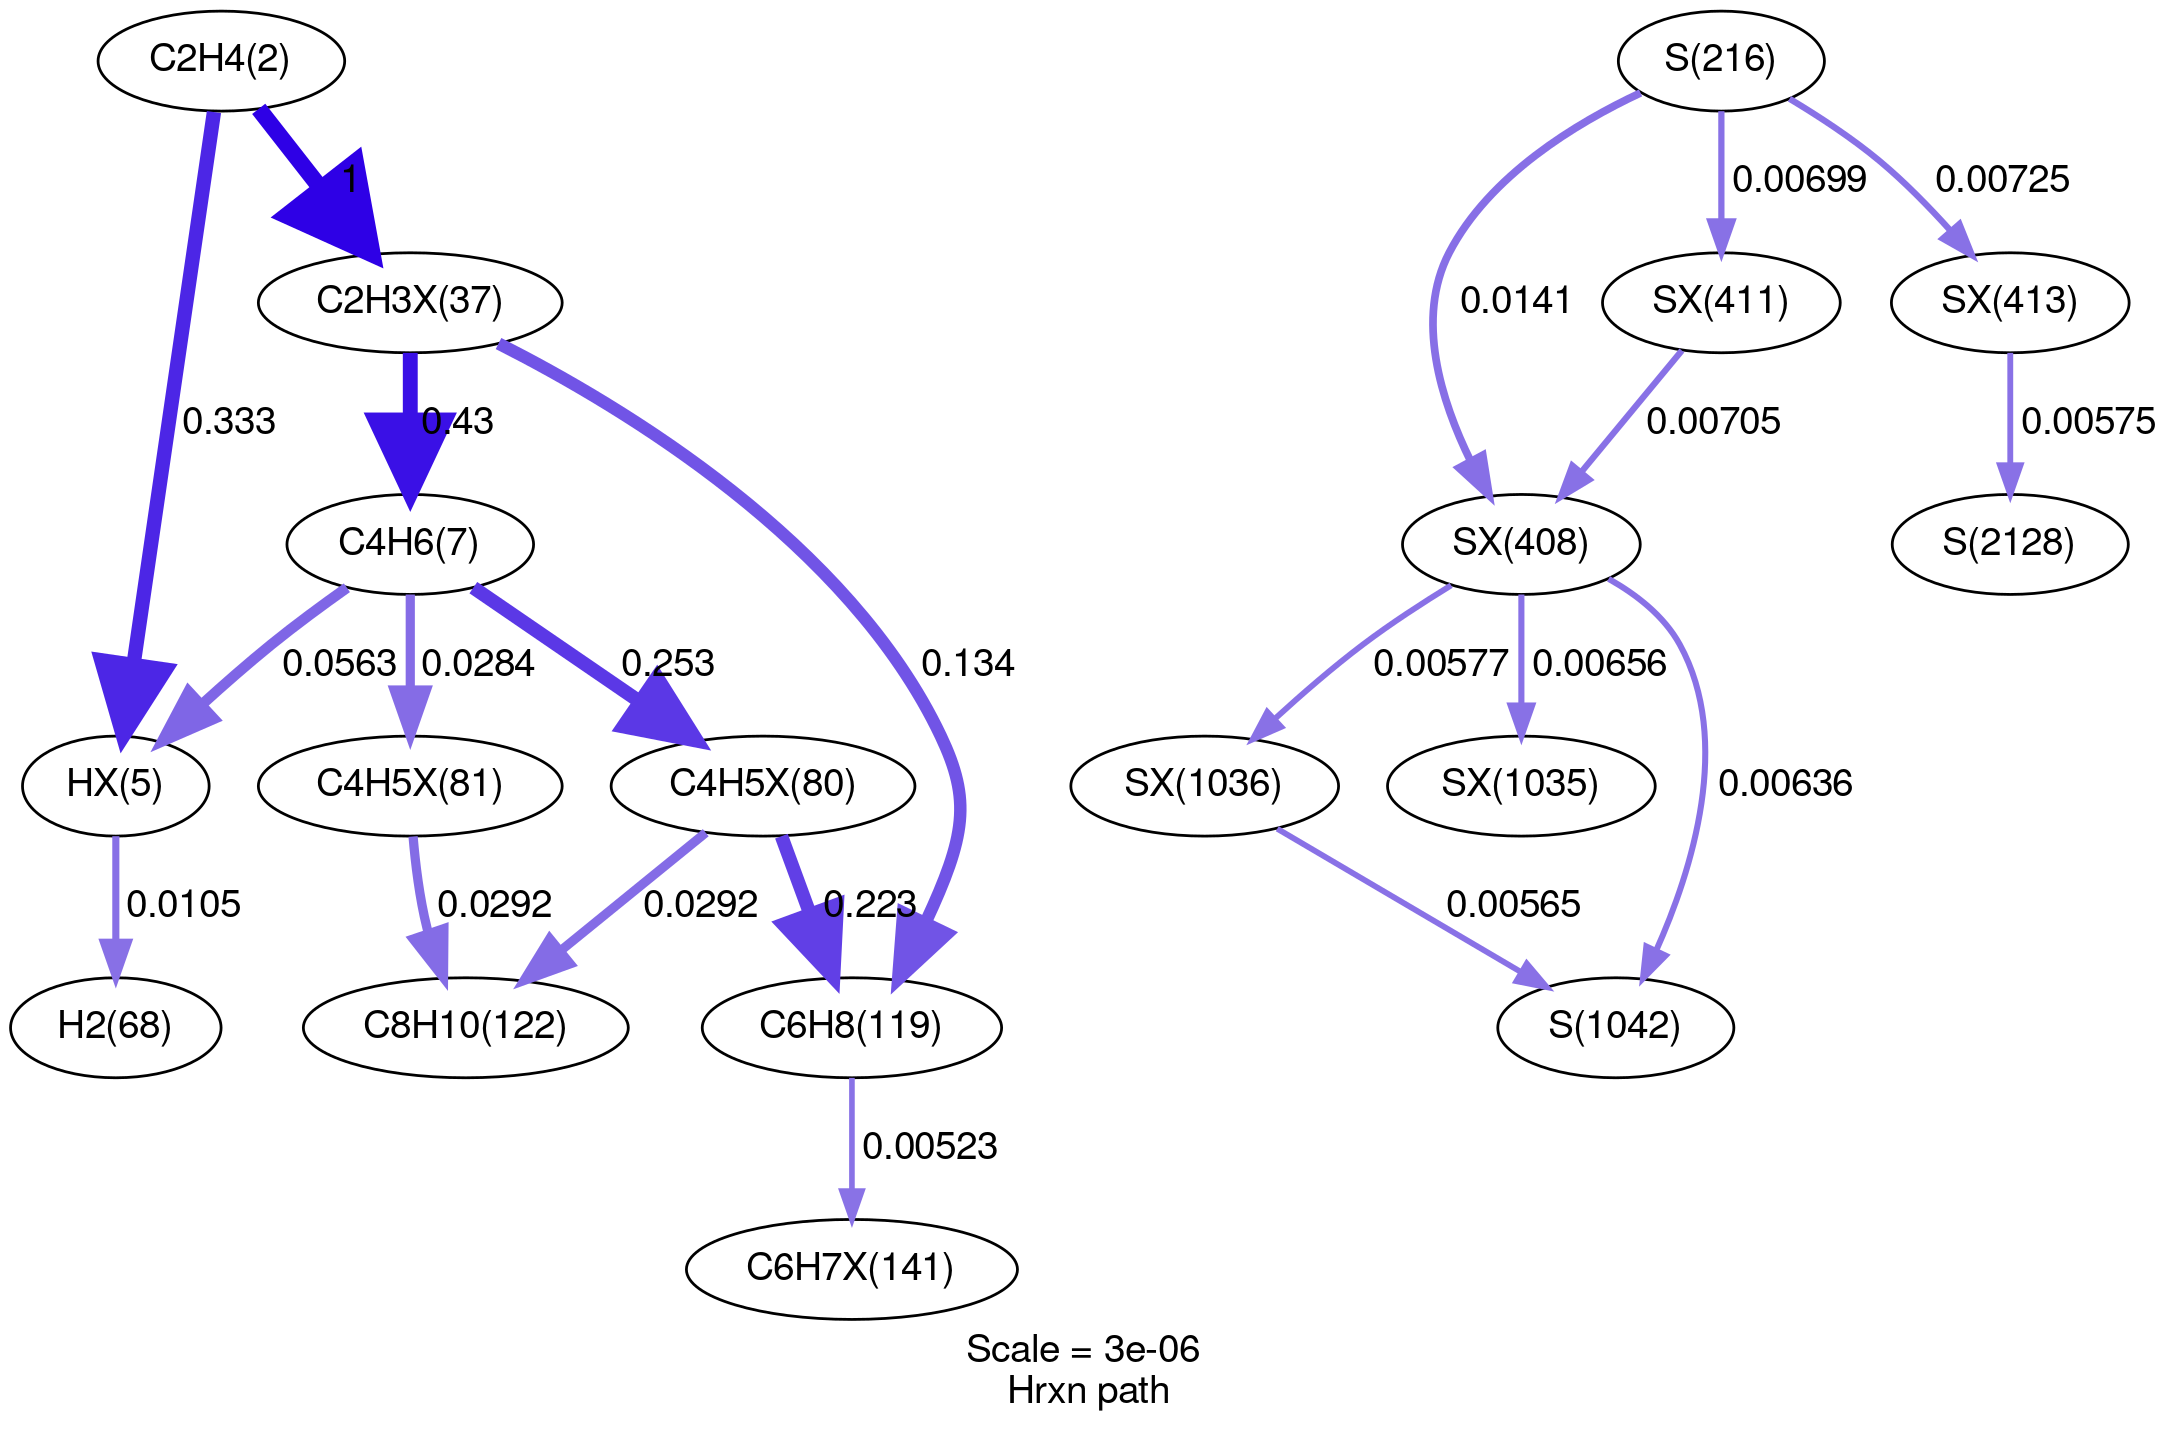 C2H4(2)
S(216)
1
0.00699
0.00725
C2H3X(37)
0.0141
SX(411)
SX(413)
0.333
0.43
0.00705
0.00575
C4H6(7)
SX(408)
S(2128)
0.0563
0.0284
0.253
0.134
0.00577
0.00656
0.00636
HX(5)
C4H5X(81)
C4H5X(80)
SX(1036)
SX(1035)
0.0105
0.0292
0.0292
0.223
0.00565
H2(68)
C8H10(122)
C6H8(119)
S(1042)
0.00523
C6H7X(141)
Scale = 3e-06
Hrxn path